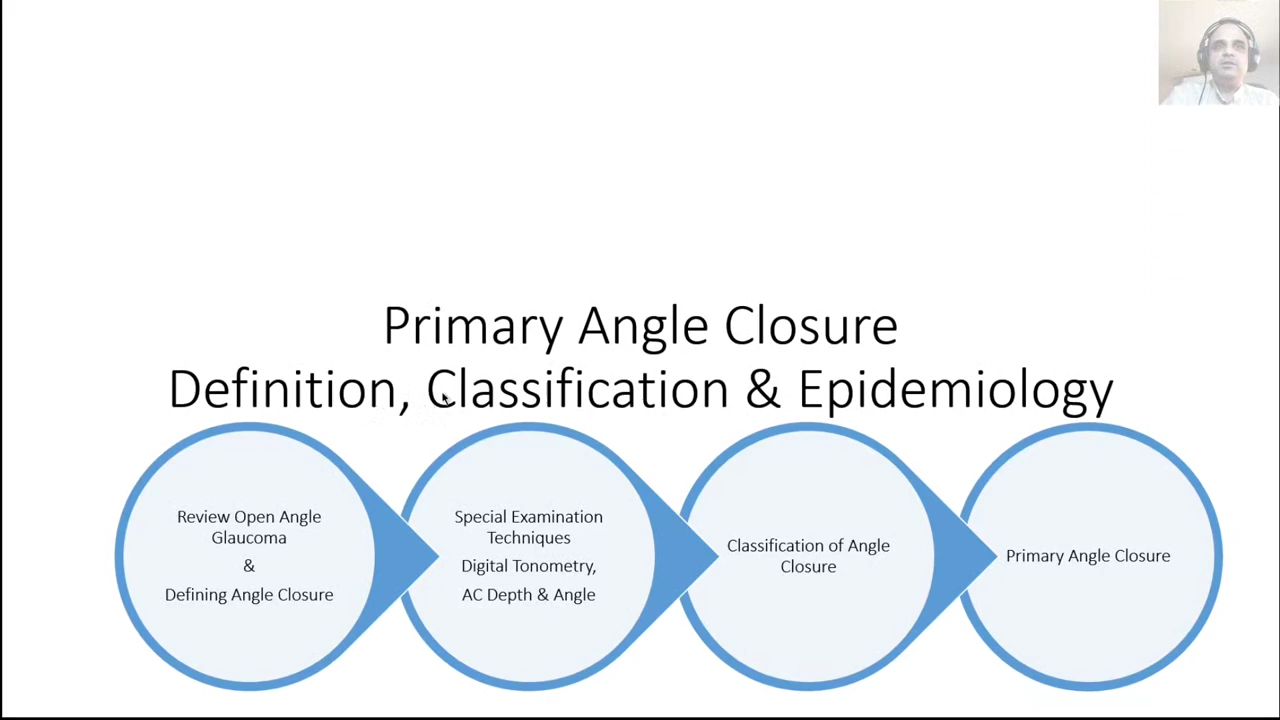 Primary Angle Closure
Definition, Classification & Epidemiology
Review Open Angle
Glaucoma
&
Defining Angle Closure
Special Examination
Techniques
Digital Tonometry,
AC Depth & Angle
Classification of Angle
Closure
Primary Angle Closure